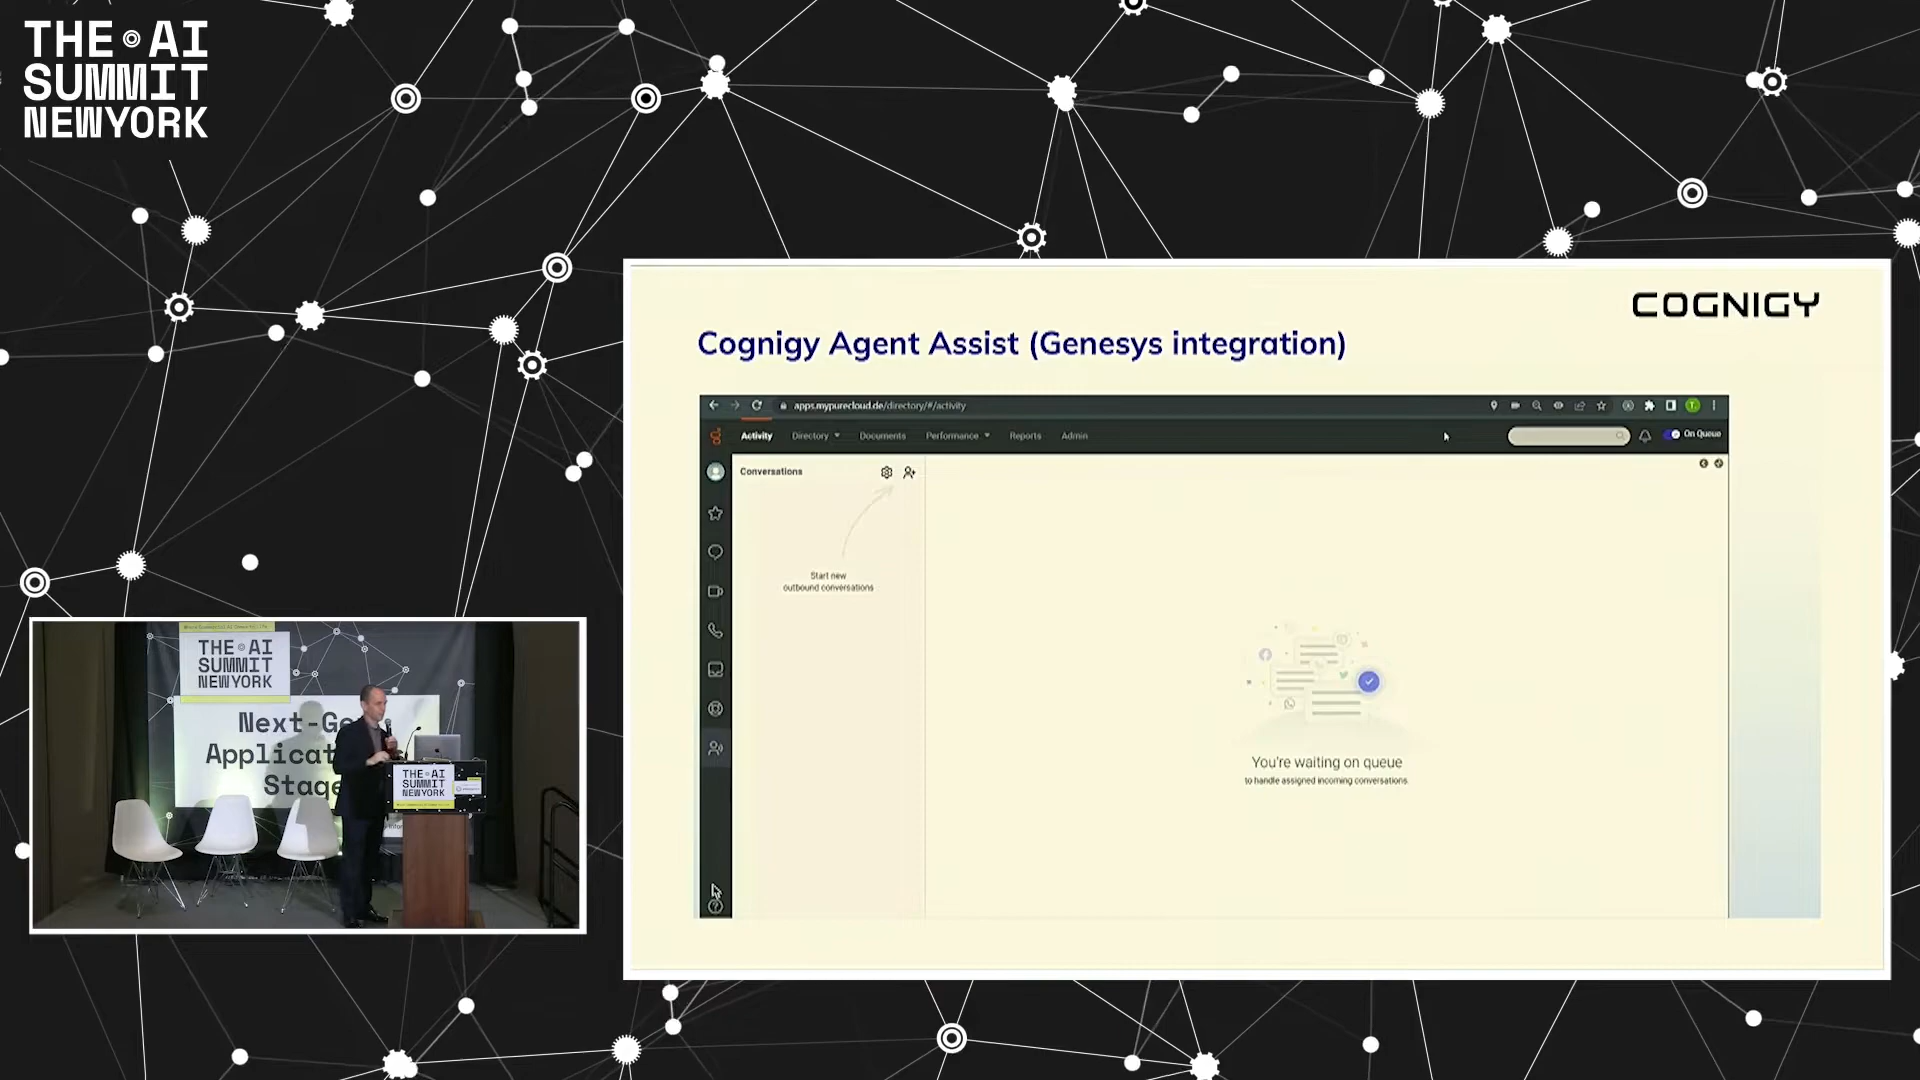 THE AI
SUMMIT
NEWYORK
COGNIGY
Cognigy Agent Assist (Genesys integration)
apps.mypurecloud.de/directory/#/activity
Activity Directory Documents Performance Reports Admin
On Queue
Conversations
Start new
outbound conversations
You're waiting on queue
to handle assigned incoming conversations.
THE AI
SUMMIT
NEWYORK
Next-Ge
Applicat
Stage
THE AI
SUMMIT
NEWYORK